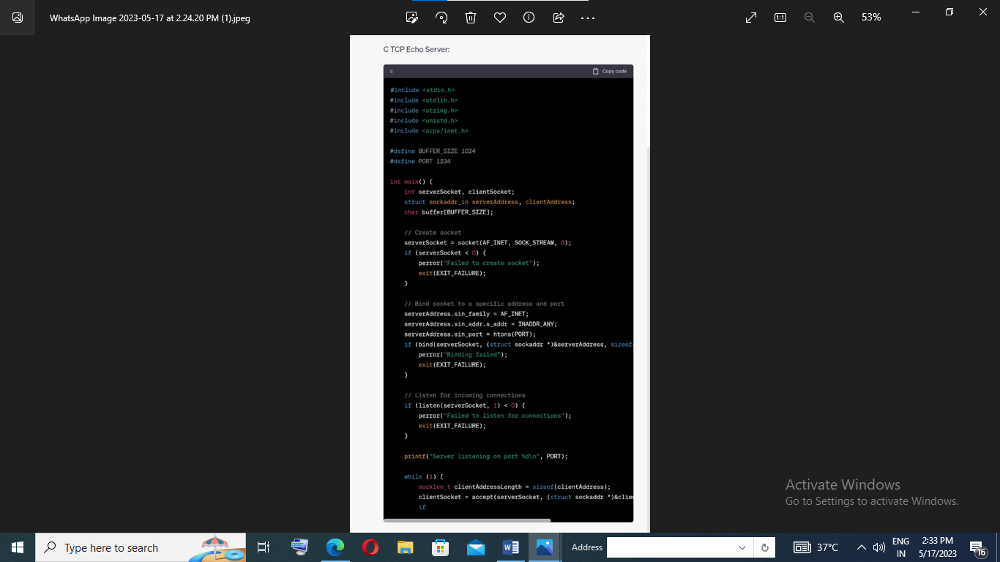 WhatsApp Image 2023-05-17 at 2.24.20 PM (1).jpeg
1:1
53%
C TCP Echo Server:
c
Copy code
#include <stdio.h>
#include <stdlib.h>
#include <string.h>
#include <unistd.h>
#include <arpa/inet.h>
#define BUFFER_SIZE 1024
#define PORT 1234
int main() {
    int serverSocket, clientSocket;
    struct sockaddr_in serverAddress, clientAddress;
    char buffer[BUFFER_SIZE];
    // Create socket
    serverSocket = socket(AF_INET, SOCK_STREAM, 0);
    if (serverSocket < 0) {
        perror("Failed to create socket");
        exit(EXIT_FAILURE);
    }
    // Bind socket to a specific address and port
    serverAddress.sin_family = AF_INET;
    serverAddress.sin_addr.s_addr = INADDR_ANY;
    serverAddress.sin_port = htons(PORT);
    if (bind(serverSocket, (struct sockaddr *)&serverAddress, sizeof
        perror("Binding failed");
        exit(EXIT_FAILURE);
    }
    // Listen for incoming connections
    if (listen(serverSocket, 1) < 0) {
        perror("Failed to listen for connections");
        exit(EXIT_FAILURE);
    }
    printf("Server listening on port %d\n", PORT);
    while (1) {
        socklen_t clientAddressLength = sizeof(clientAddress);
        clientSocket = accept(serverSocket, (struct sockaddr *)&clien
        if
Activate Windows
Go to Settings to activate Windows.
Type here to search
Address
37°C
ENG
IN
2:33 PM
5/17/2023
16